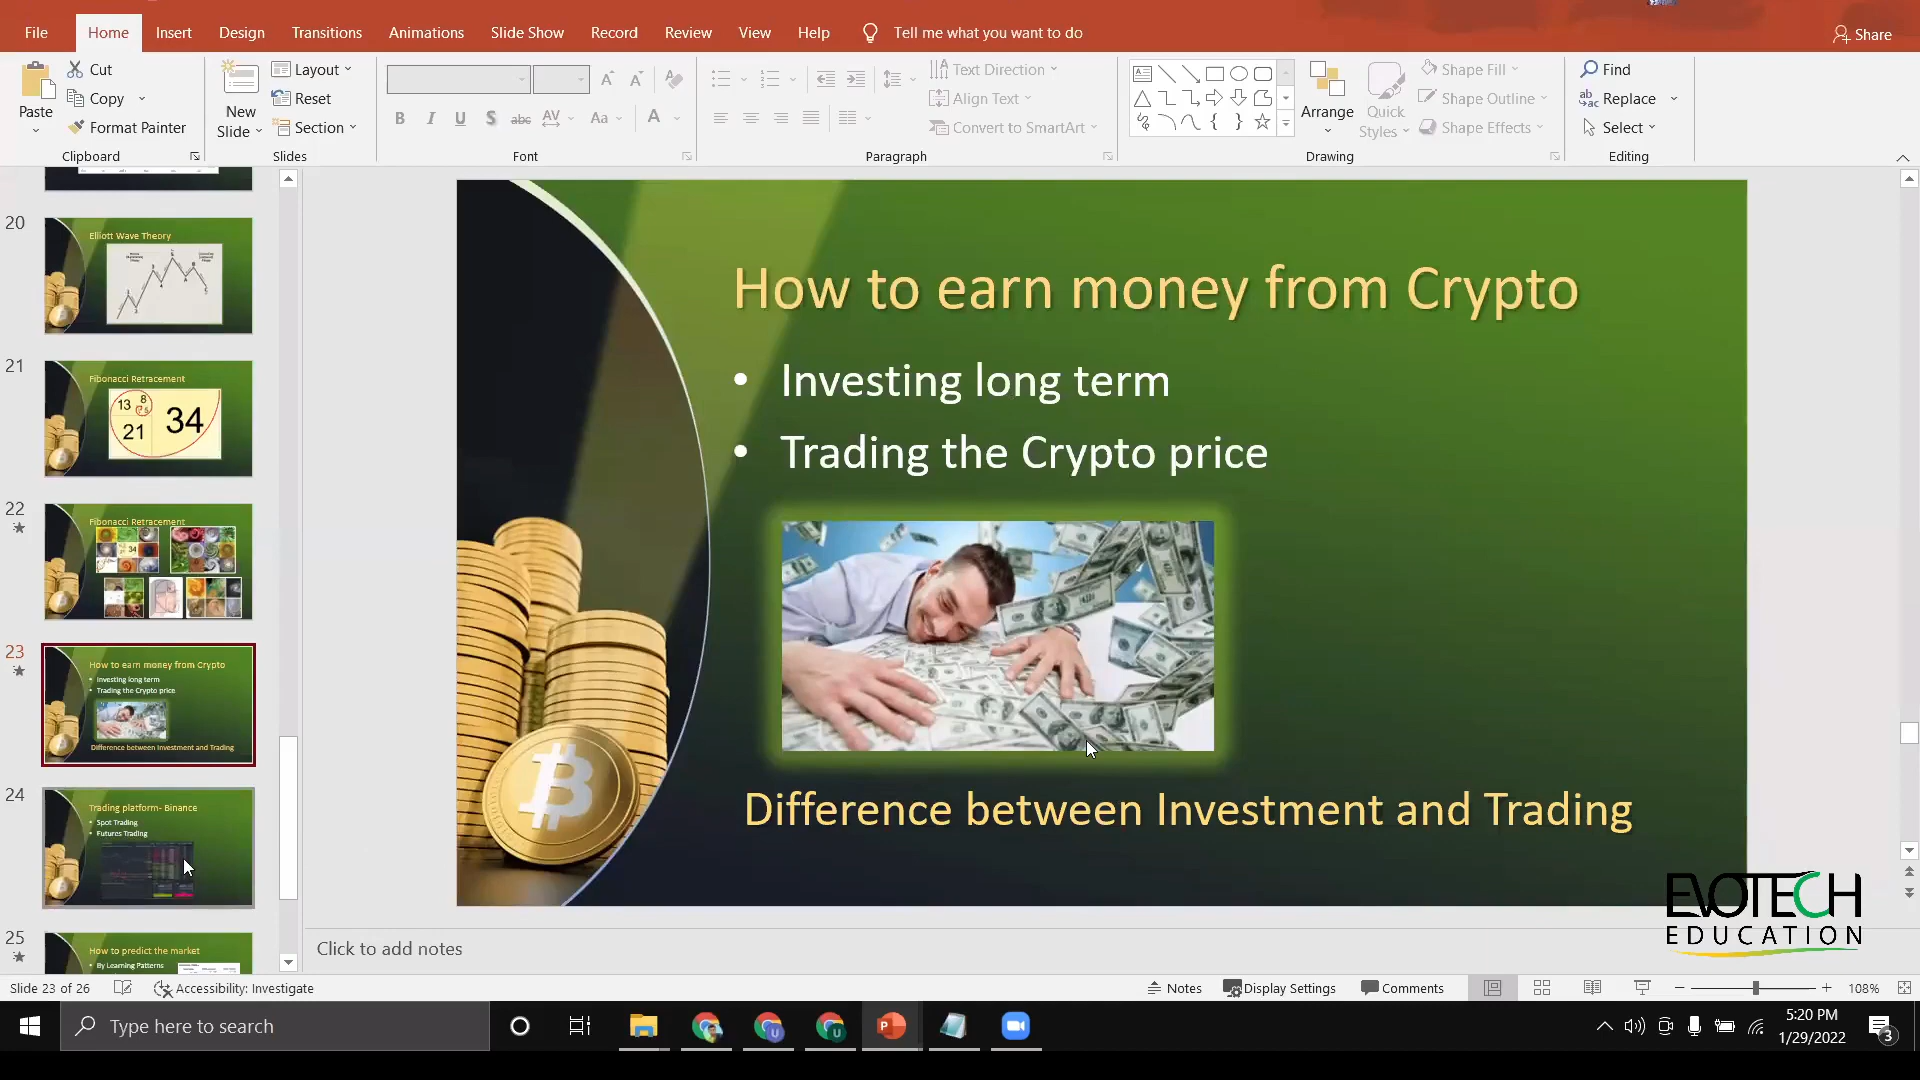 File Home Insert Design Transitions Animations Slide Show Record Review View Help Tell me what you want to do Share
Paste
Cut
Copy
Format Painter
Clipboard
New
Slide
Layout
Reset
Section
Slides
B I U S abc AV Aa A
Font
Text Direction
Align Text
Convert to SmartArt
Paragraph
Arrange
Quick
Styles
Shape Fill
Shape Outline
Shape Effects
Drawing
Find
Replace
Select
Editing
20
Elliott Wave Theory
21
Fibonacci Retracement
13 8
5
21 34
22
Fibonacci Retracement
34
23
How to earn money from Crypto
Investing long term
Trading the Crypto price
Difference between Investment and Trading
24
Trading platform- Binance
Spot Trading
Futures Trading
25
How to predict the market
By Learning Patterns
How to earn money from Crypto
• Investing long term
• Trading the Crypto price
Difference between Investment and Trading
EVOTECH
EDUCATION
Click to add notes
Slide 23 of 26 Accessibility: Investigate Notes Display Settings Comments 108%
Type here to search
5:20 PM
1/29/2022
3